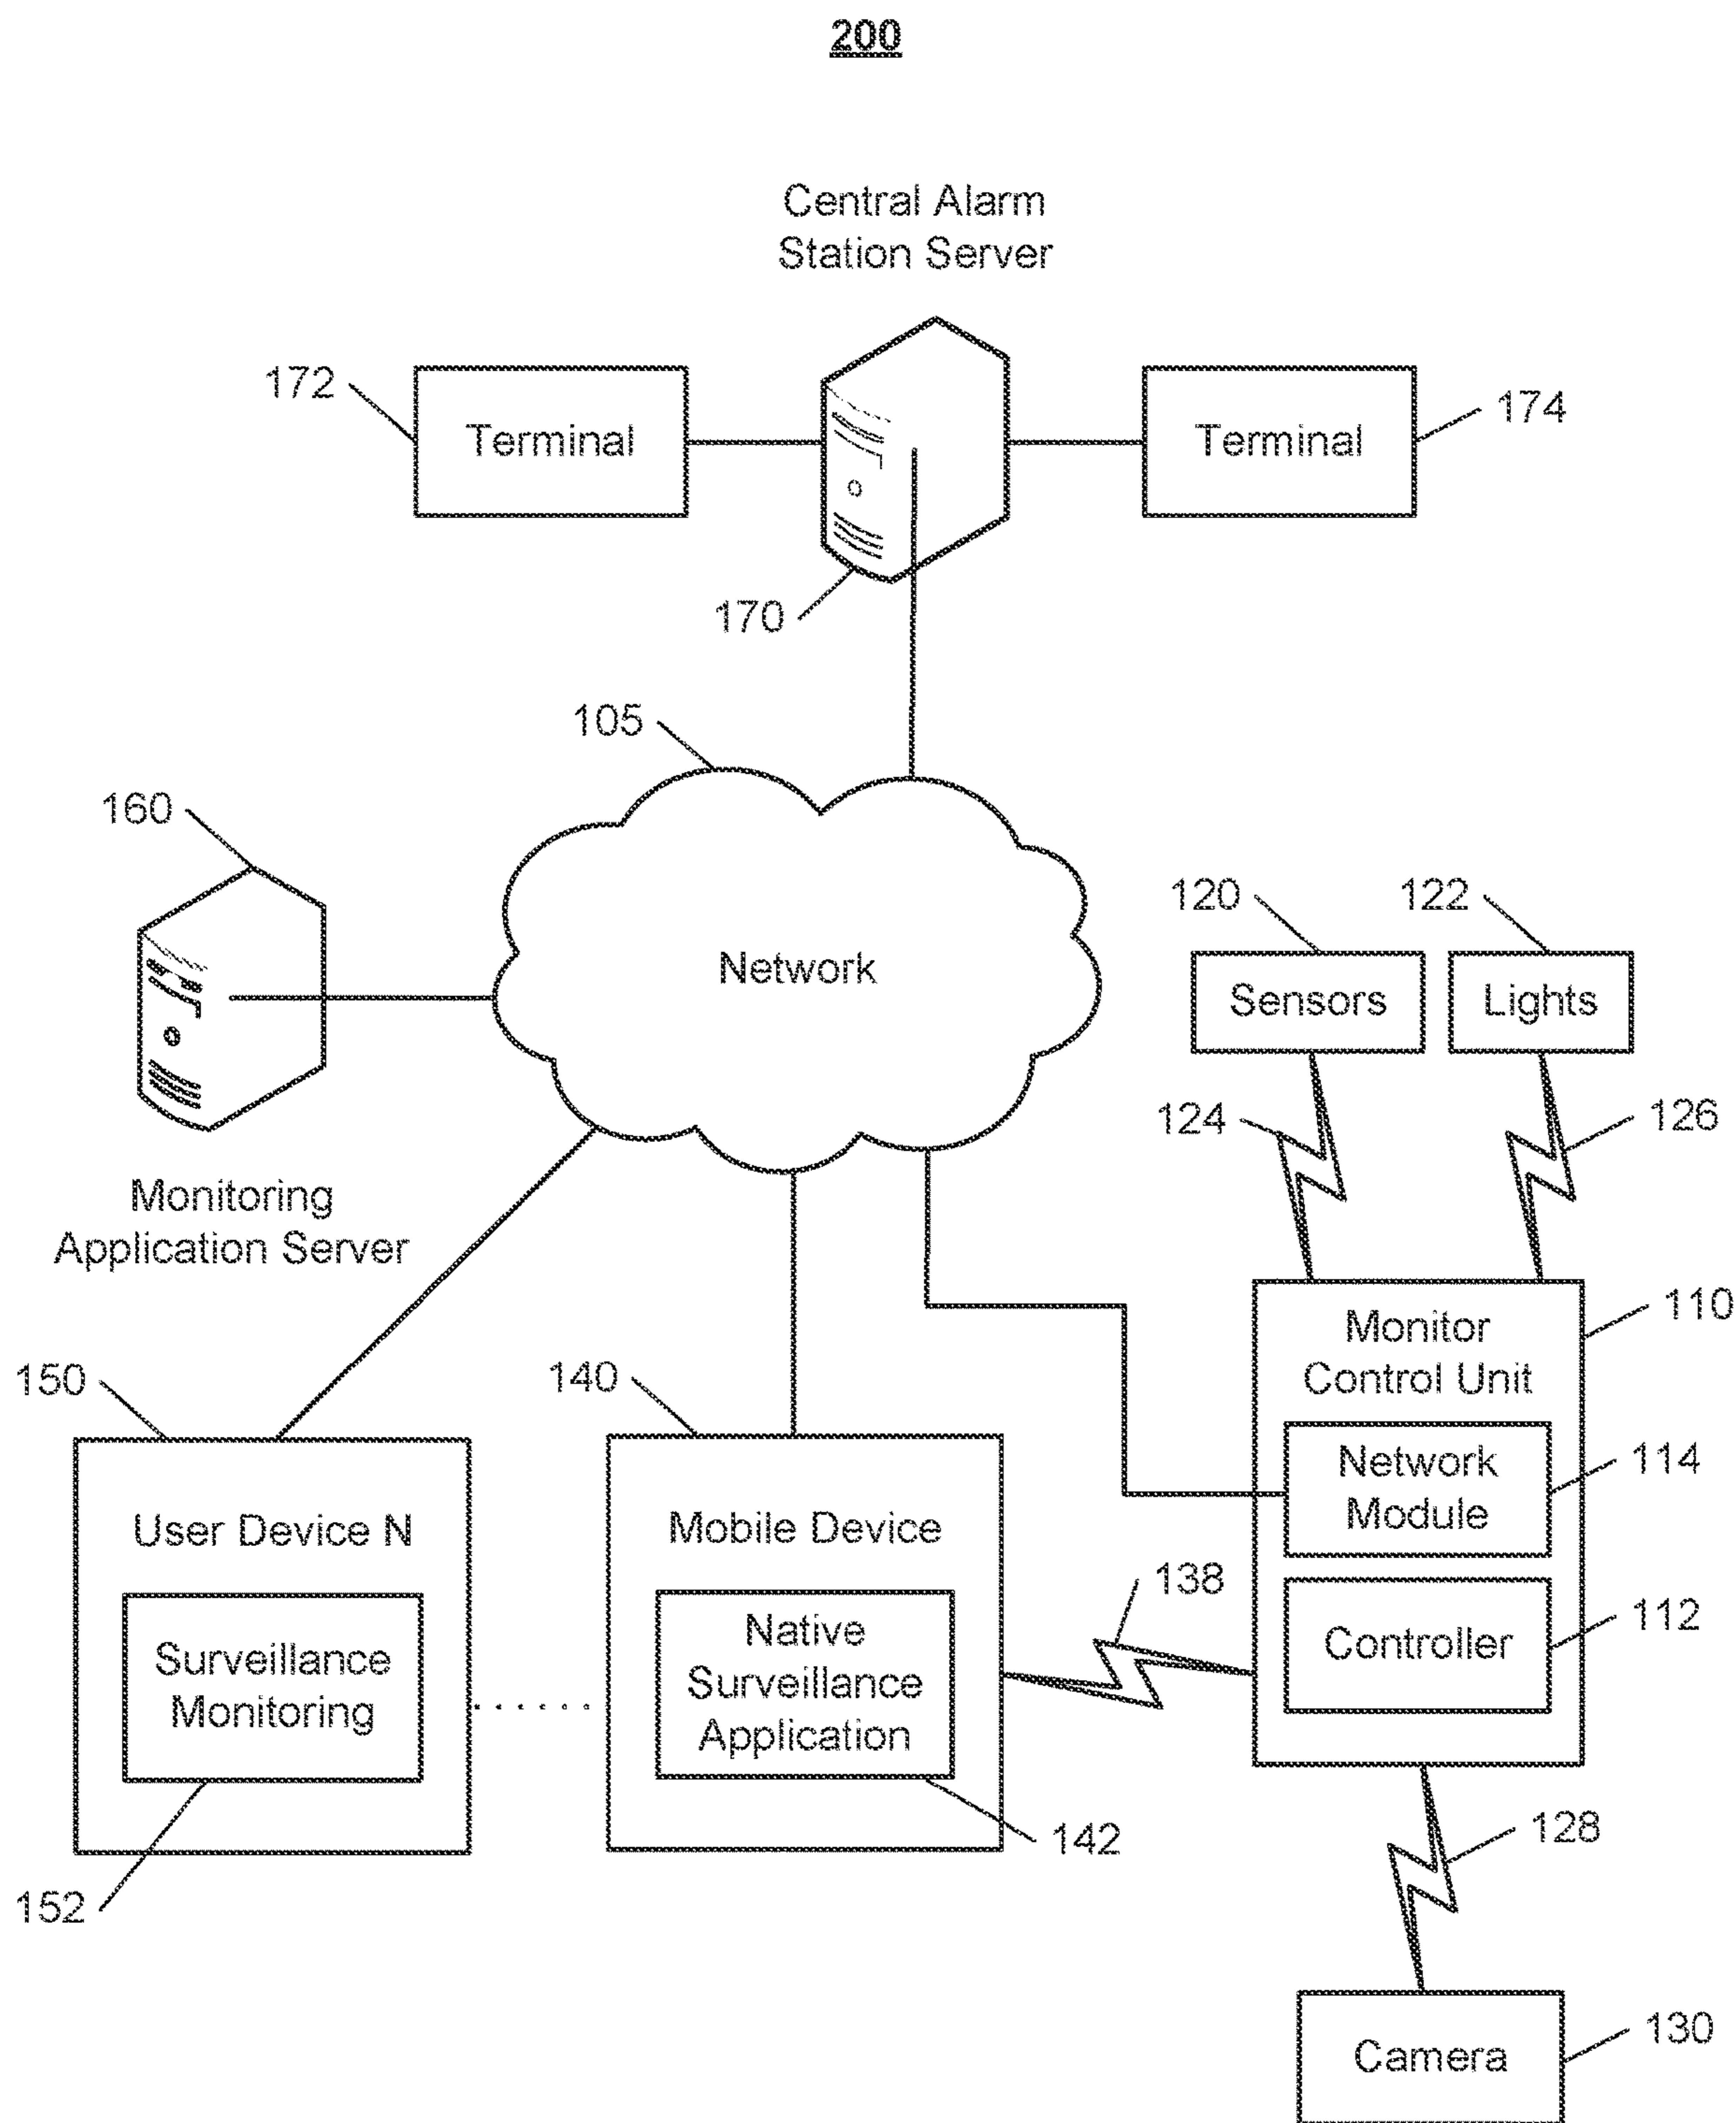 200
Central Alarm
Station Server
172
Terminal
Terminal
174
170
105
160
Network
120
122
Sensors
Lights
124
126
Monitoring
Application Server
110
Monitor
Control Unit
150
140
Network
Module
114
User Device N
Mobile Device
138
112
Controller
Native
Surveillance
Application
Surveillance
Monitoring
142
128
152
130
Camera